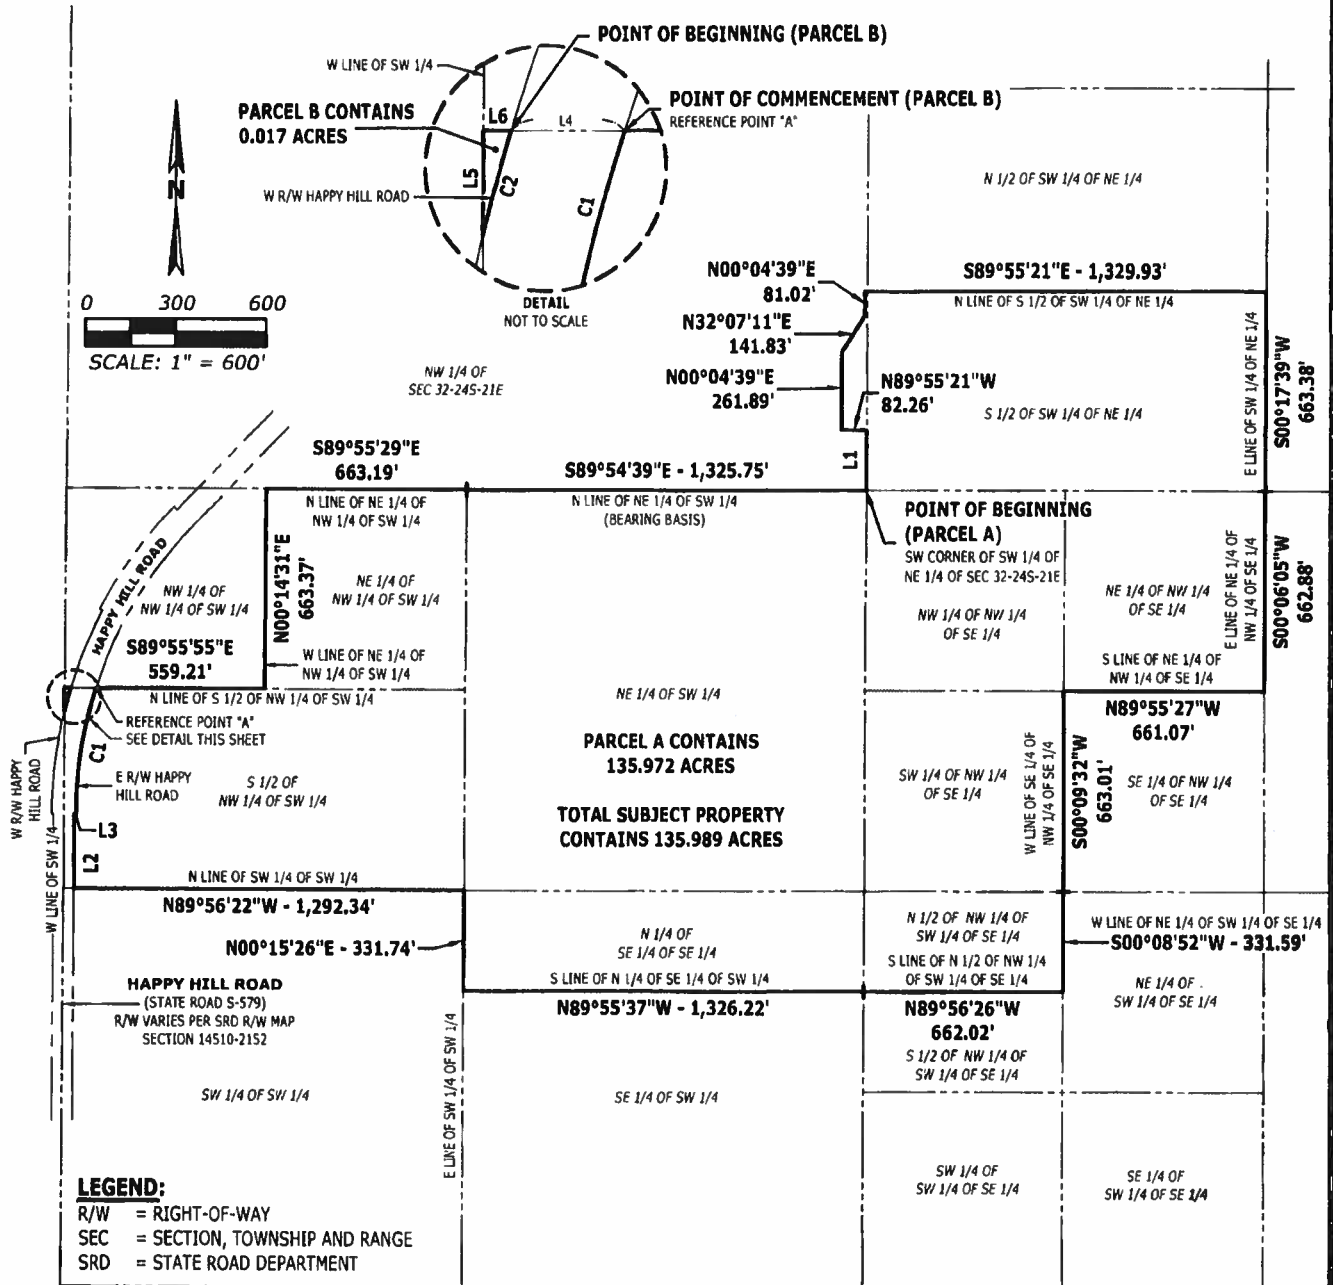 POINT OF BEGINNING (PARCEL B)
W LINE OF SW 1/4
PARCEL B CONTAINS
0.017 ACRES
L6
L4
POINT OF COMMENCEMENT (PARCEL B)
REFERENCE POINT "A"
L5
C2
C1
W R/W HAPPY HILL ROAD
DETAIL
NOT TO SCALE
N
0 300 600
SCALE: 1" = 600'
N 1/2 OF SW 1/4 OF NE 1/4
N00°04'39"E
81.02'
S89°55'21"E - 1,329.93'
N LINE OF S 1/2 OF SW 1/4 OF NE 1/4
N32°07'11"E
141.83'
N00°04'39"E
261.89'
N89°55'21"W
82.26'
S 1/2 OF SW 1/4 OF NE 1/4
E LINE OF SW 1/4 OF NE 1/4
S00°17'39"W
663.38'
NW 1/4 OF
SEC 32-24S-21E
L1
S89°55'29"E
663.19'
S89°54'39"E - 1,325.75'
N LINE OF NE 1/4 OF
NW 1/4 OF SW 1/4
N LINE OF NE 1/4 OF SW 1/4
(BEARING BASIS)
POINT OF BEGINNING
(PARCEL A)
SW CORNER OF SW 1/4 OF
NE 1/4 OF SEC 32-24S-21E
HAPPY HILL ROAD
NW 1/4 OF
NW 1/4 OF SW 1/4
N00°14'31"E
663.37'
NE 1/4 OF
NW 1/4 OF SW 1/4
NW 1/4 OF NW 1/4
OF SE 1/4
NE 1/4 OF NW 1/4
OF SE 1/4
E LINE OF NE 1/4 OF
NW 1/4 OF SE 1/4
S00°06'05"W
662.88'
S89°55'55"E
559.21'
W LINE OF NE 1/4 OF
NW 1/4 OF SW 1/4
S LINE OF NE 1/4 OF
NW 1/4 OF SE 1/4
N LINE OF S 1/2 OF NW 1/4 OF SW 1/4
NE 1/4 OF SW 1/4
N89°55'27"W
661.07'
REFERENCE POINT "A"
SEE DETAIL THIS SHEET
C1
PARCEL A CONTAINS
135.972 ACRES
W R/W HAPPY
HILL ROAD
E R/W HAPPY
HILL ROAD
S 1/2 OF
NW 1/4 OF SW 1/4
SW 1/4 OF NW 1/4
OF SE 1/4
W LINE OF SE 1/4 OF
NW 1/4 OF SE 1/4
S00°09'32"W
663.01'
SE 1/4 OF NW 1/4
OF SE 1/4
TOTAL SUBJECT PROPERTY
CONTAINS 135.989 ACRES
L3
L2
W LINE OF SW 1/4
N LINE OF SW 1/4 OF SW 1/4
N89°56'22"W - 1,292.34'
N00°15'26"E - 331.74'
N 1/4 OF
SE 1/4 OF SE 1/4
N 1/2 OF NW 1/4 OF
SW 1/4 OF SE 1/4
W LINE OF NE 1/4 OF SW 1/4 OF SE 1/4
S00°08'52"W - 331.59'
S LINE OF N 1/4 OF SE 1/4 OF SW 1/4
S LINE OF N 1/2 OF NW 1/4
OF SW 1/4 OF SE 1/4
N89°55'37"W - 1,326.22'
N89°56'26"W
662.02'
NE 1/4 OF
SW 1/4 OF SE 1/4
HAPPY HILL ROAD
(STATE ROAD S-579)
R/W VARIES PER SRD R/W MAP
SECTION 14510-2152
S 1/2 OF NW 1/4 OF
SW 1/4 OF SE 1/4
SW 1/4 OF SW 1/4
E LINE OF SW 1/4 OF SW 1/4
SE 1/4 OF SW 1/4
SW 1/4 OF
SW 1/4 OF SE 1/4
SE 1/4 OF
SW 1/4 OF SE 1/4
LEGEND:
R/W = RIGHT-OF-WAY
SEC = SECTION, TOWNSHIP AND RANGE
SRD = STATE ROAD DEPARTMENT